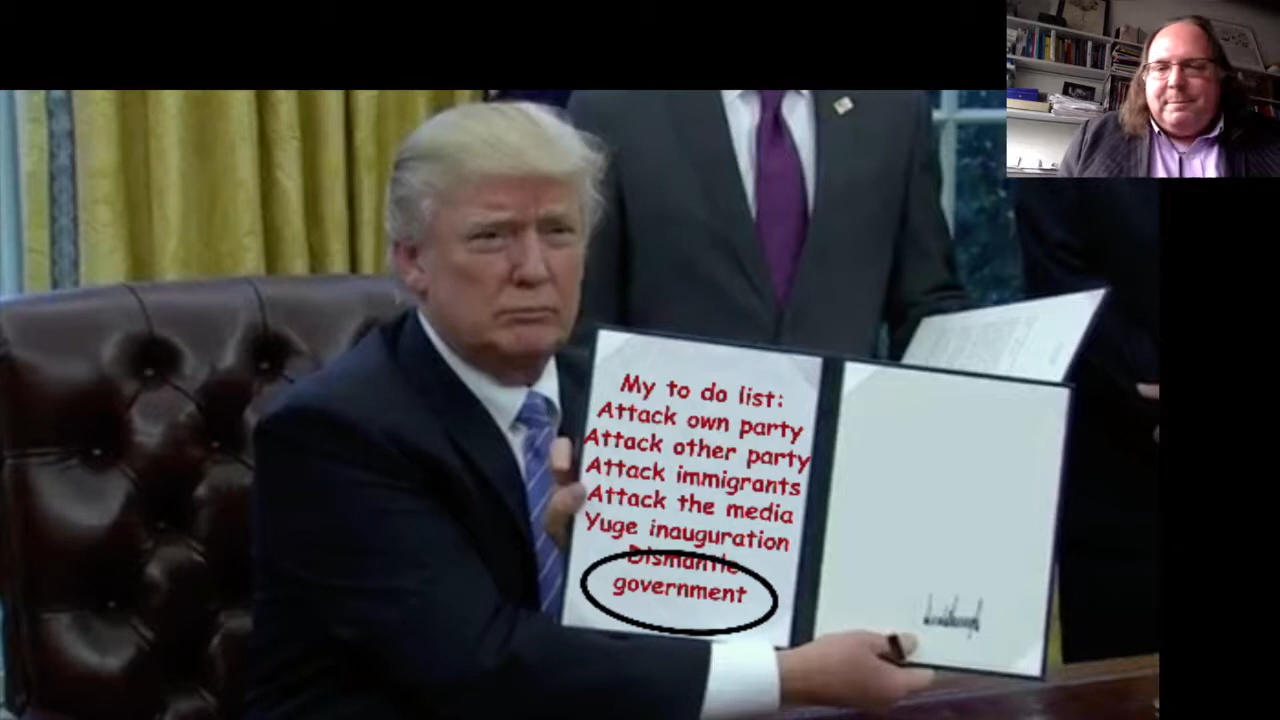 My to do list:
Attack own party
Attack other party
Attack immigrants
Attack the media
Yuge inauguration
Dismantle
government